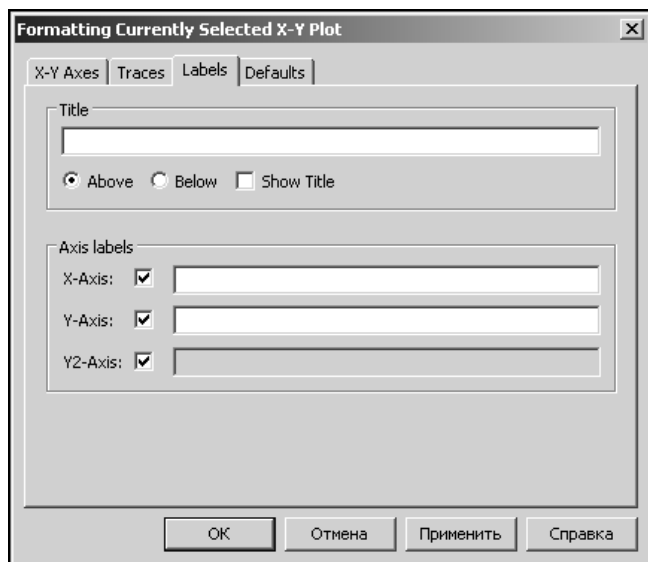 Formatting Currently Selected X-Y Plot
X-Y Axes Traces Labels Defaults
Title
Above Below Show Title
Axis labels
X-Axis:
Y-Axis:
Y2-Axis:
OK Отмена Применить Справка